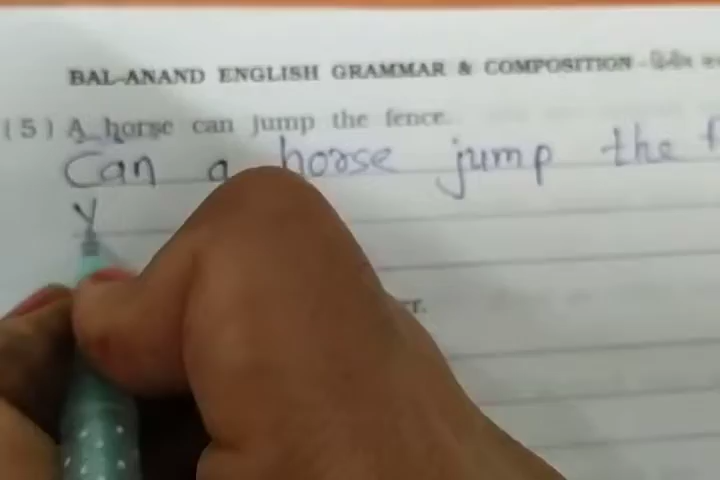 BAL-ANAND ENGLISH GRAMMAR & COMPOSITION - द्वितीय
(5) A horse can jump the fence.
Can a horse jump the f
Y